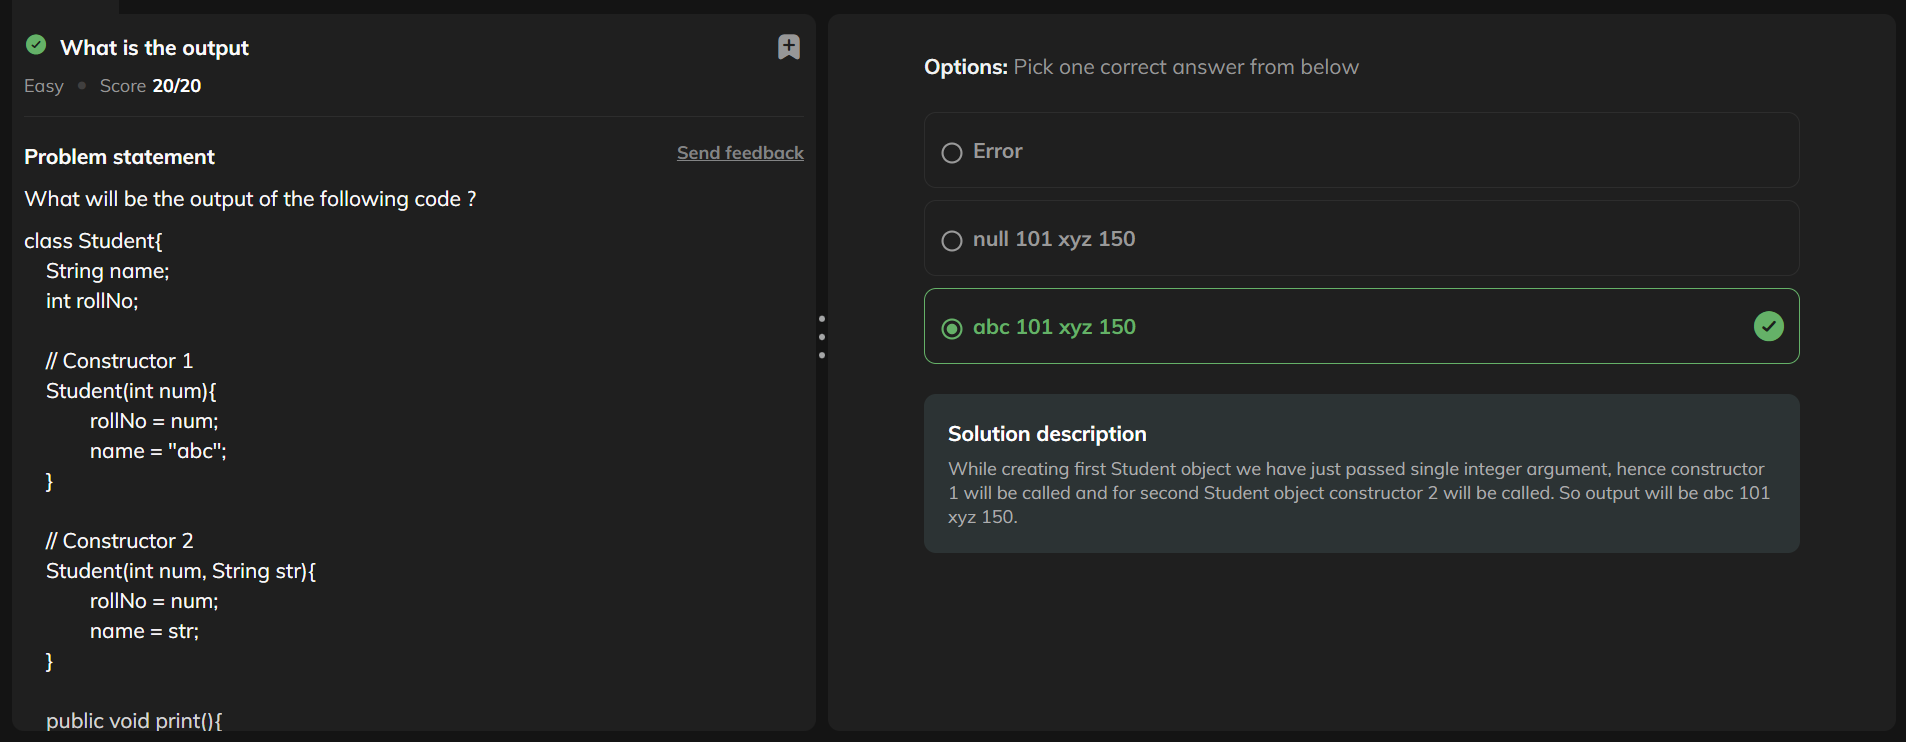 What is the output
Easy • Score 20/20
Problem statement
Send feedback
What will be the output of the following code ?
class Student{
String name;
int rollNo;
// Constructor 1
Student(int num){
rollNo = num;
name = "abc";
}
// Constructor 2
Student(int num, String str){
rollNo = num;
name = str;
}
public void print(){
Options: Pick one correct answer from below
Error
null 101 xyz 150
abc 101 xyz 150
Solution description
While creating first Student object we have just passed single integer argument, hence constructor
1 will be called and for second Student object constructor 2 will be called. So output will be abc 101
xyz 150.